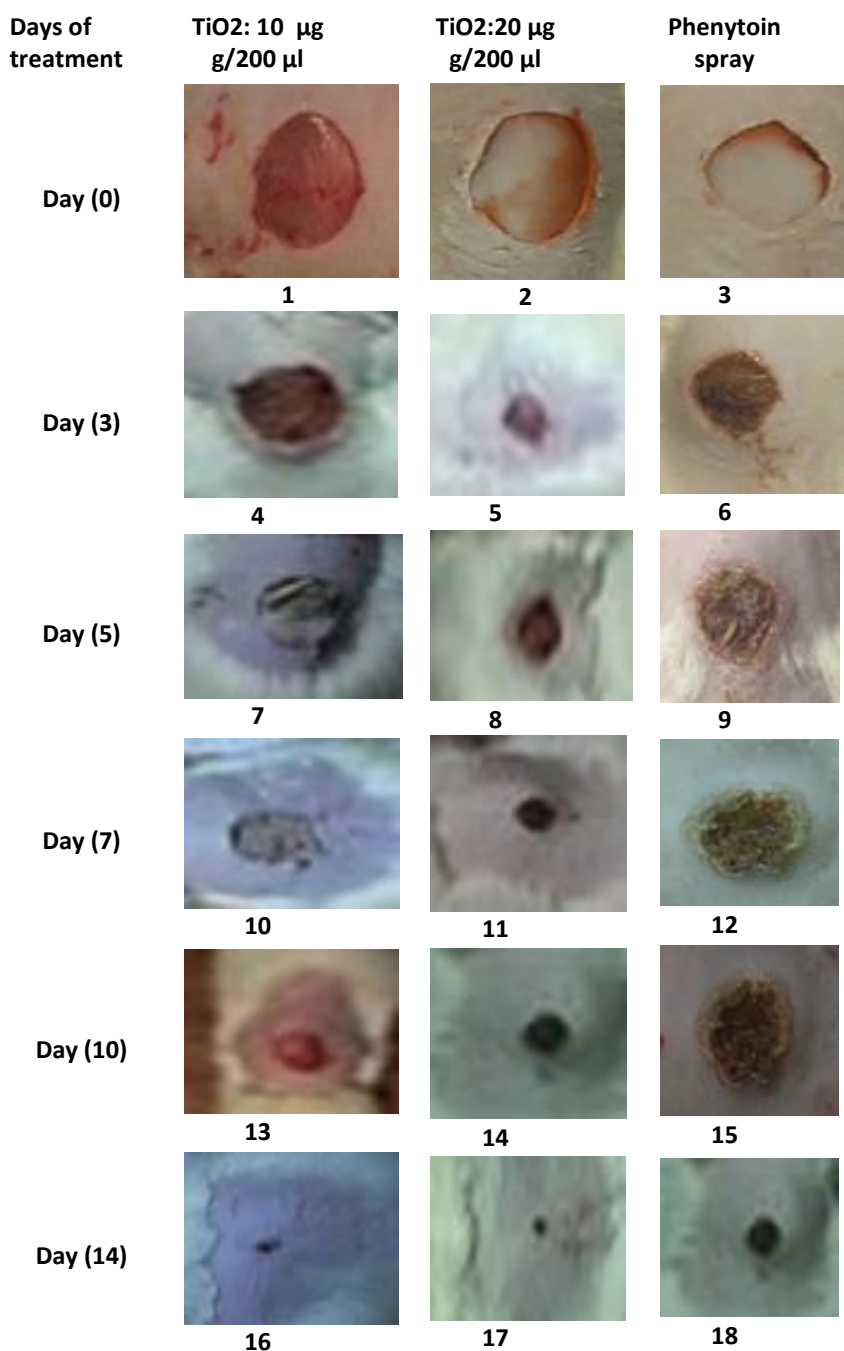 Days of treatment
TiO2: 10 µg g/200 µl
TiO2:20 µg g/200 µl
Phenytoin spray
Day (0)
1
2
3
Day (3)
4
5
6
Day (5)
7
8
9
Day (7)
10
11
12
Day (10)
13
14
15
Day (14)
16
17
18